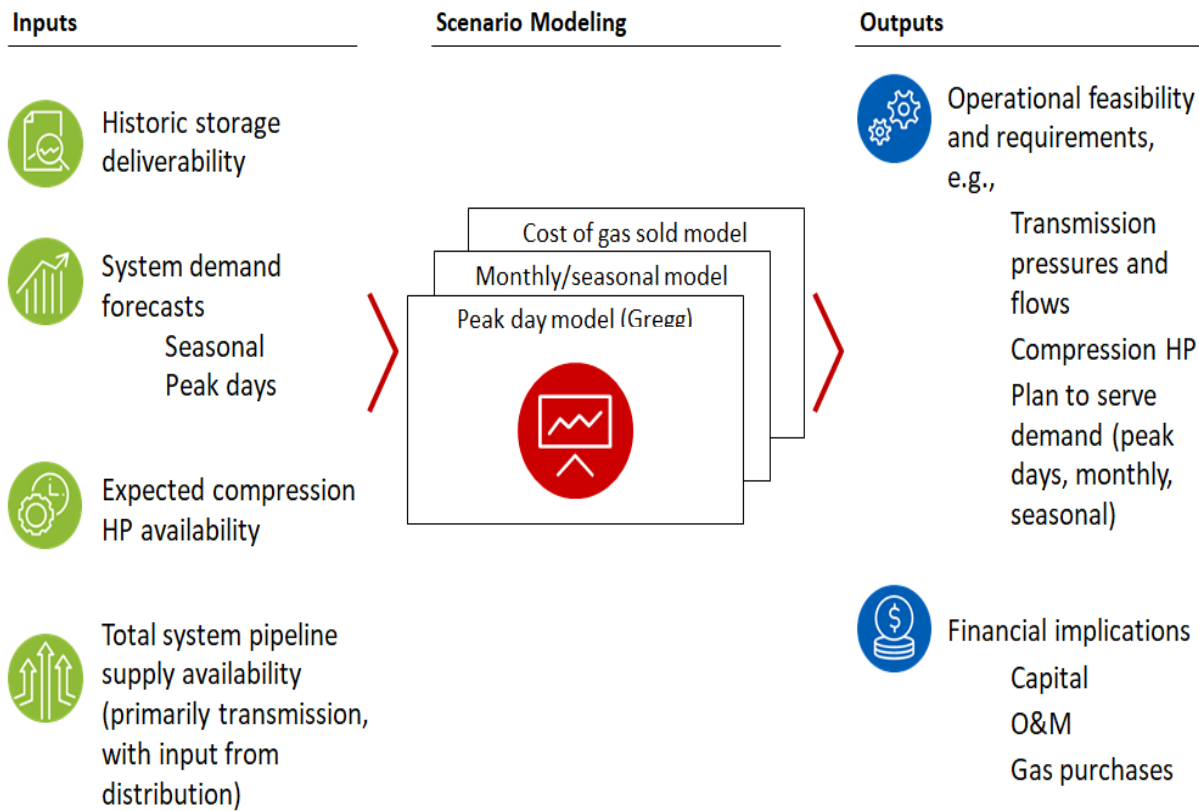 Inputs
Historic storage
deliverability
System demand
forecasts
Seasonal
Peak days
Expected compression
HP availability
Total system pipeline
supply availability
(primarily transmission,
with input from
distribution)
Scenario Modeling
Cost of gas sold model
Monthly/seasonal model
Peak day model (Gregg)
Outputs
Operational feasibility
and requirements,
e.g.,
Transmission
pressures and
flows
Compression HP
Plan to serve
demand (peak
days, monthly,
seasonal)
$
Financial implications
Capital
O&M
Gas purchases